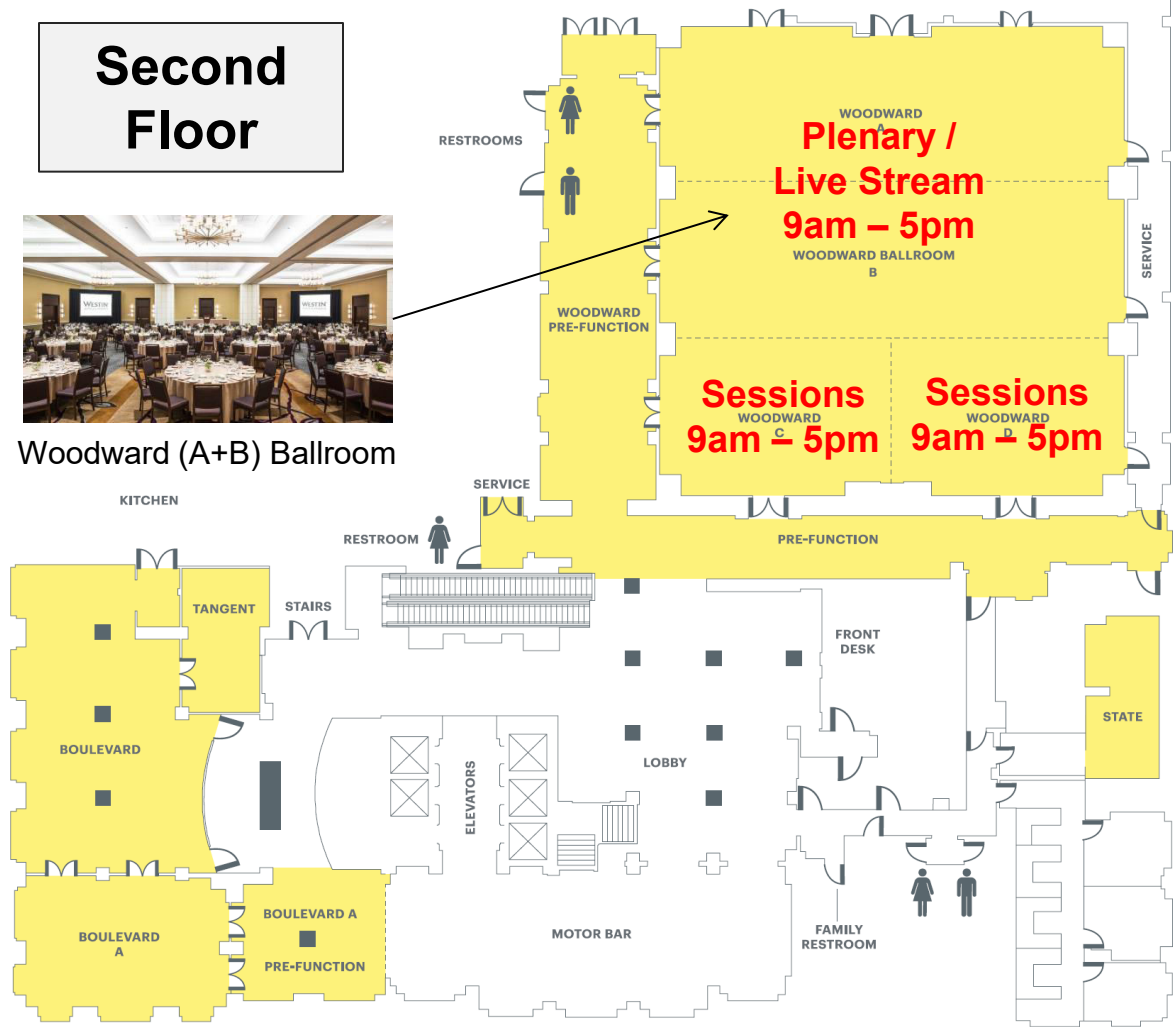 Second
Floor
RESTROOMS
WOODWARD
A
Plenary /
Live Stream
9am – 5pm
WOODWARD BALLROOM
B
SERVICE
WESTIN
WESTIN
WOODWARD
PRE-FUNCTION
Sessions
WOODWARD
C
9am – 5pm
Sessions
WOODWARD
D
9am – 5pm
Woodward (A+B) Ballroom
KITCHEN
SERVICE
RESTROOM
PRE-FUNCTION
TANGENT
STAIRS
FRONT
DESK
STATE
BOULEVARD
ELEVATORS
LOBBY
BOULEVARD A
PRE-FUNCTION
BOULEVARD
A
MOTOR BAR
FAMILY
RESTROOM